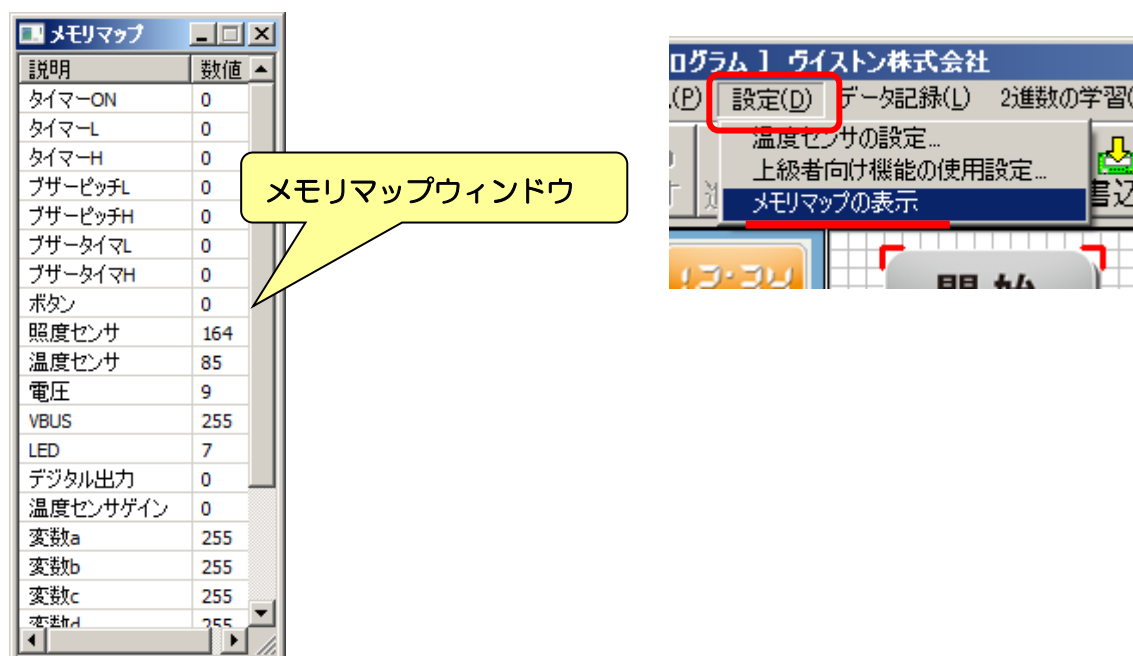 メモリマップ
説明 数値
タイマーON 0
タイマーL 0
タイマーH 0
ブザーピッチL 0
ブザーピッチH 0
ブザータイマL 0
ブザータイマH 0
ボタン 0
照度センサ 164
温度センサ 85
電圧 9
VBUS 255
LED 7
デジタル出力 0
温度センサゲイン 0
変数a 255
変数b 255
変数c 255
変数d 255
メモリマップウィンドウ
ログラム ] ヴイストン株式会社
(P) 設定(D) データ記録(L) 2進数の学習(
温度センサの設定...
上級者向け機能の使用設定...
メモリマップの表示
書込
12:34
開始